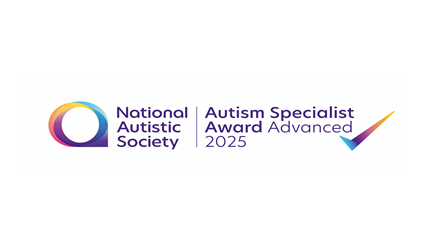 National
Autistic
Society
Autism Specialist
Award Advanced
2025